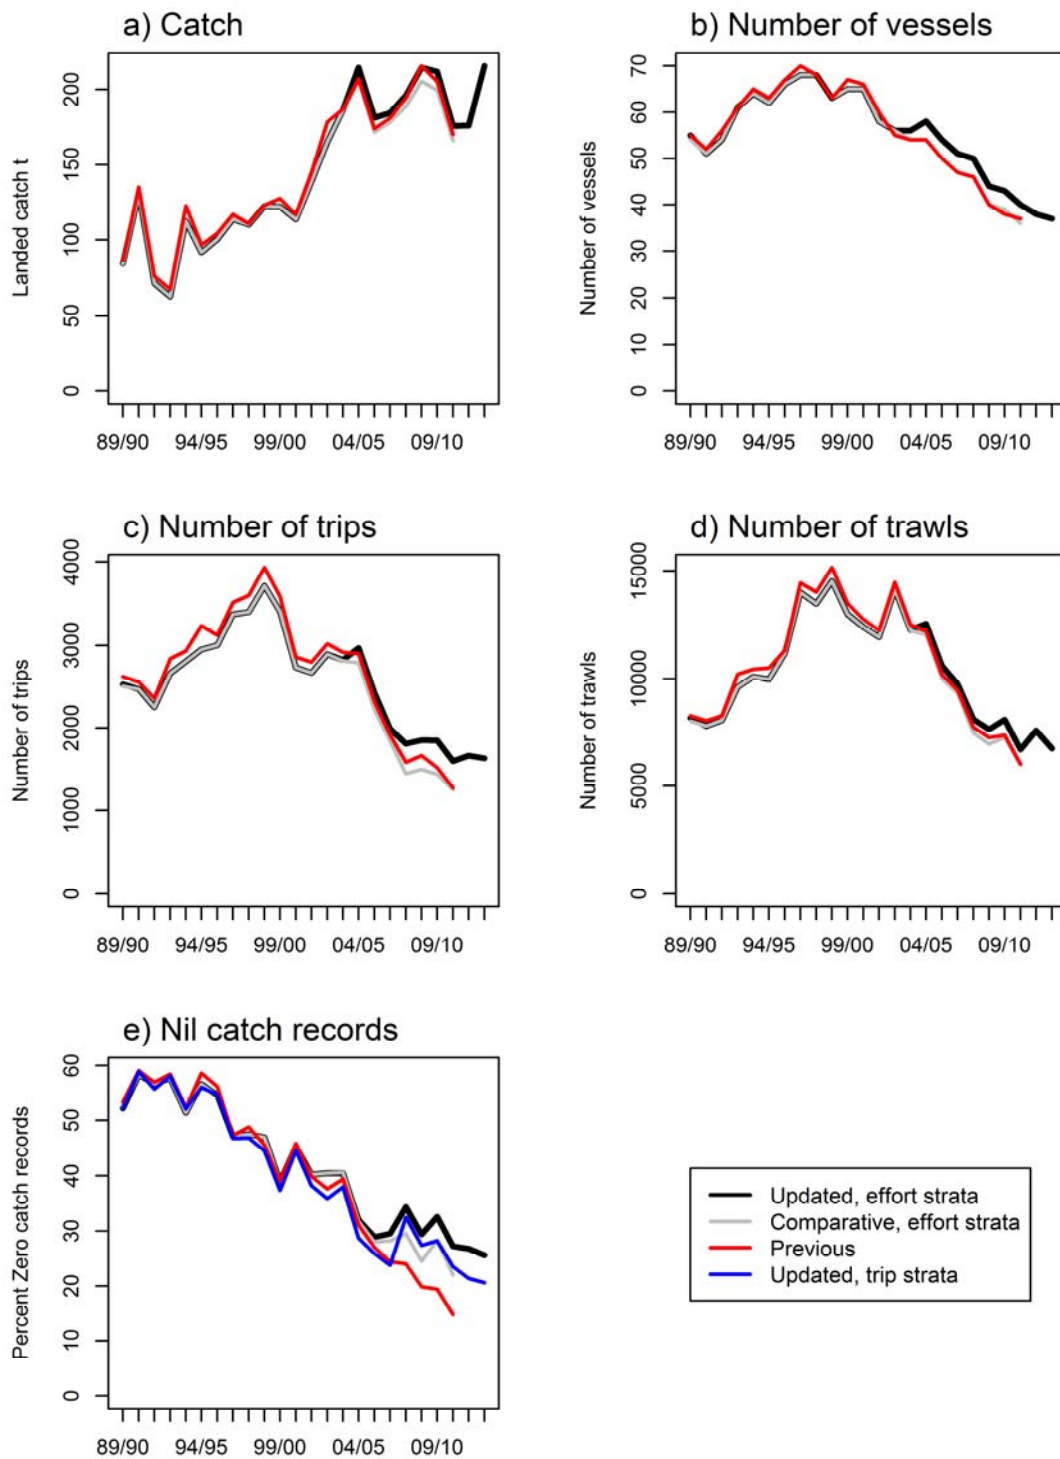 a) Catch
Landed catch t
200
150
100
50
0
89/90 94/95 99/00 04/05 09/10
b) Number of vessels
Number of vessels
70
60
50
40
30
20
10
0
89/90 94/95 99/00 04/05 09/10
c) Number of trips
Number of trips
4000
3000
2000
1000
0
89/90 94/95 99/00 04/05 09/10
d) Number of trawls
Number of trawls
15000
10000
5000
0
89/90 94/95 99/00 04/05 09/10
e) Nil catch records
Percent Zero catch records
60
50
40
30
20
10
0
89/90 94/95 99/00 04/05 09/10
Updated, effort strata
Comparative, effort strata
Previous
Updated, trip strata